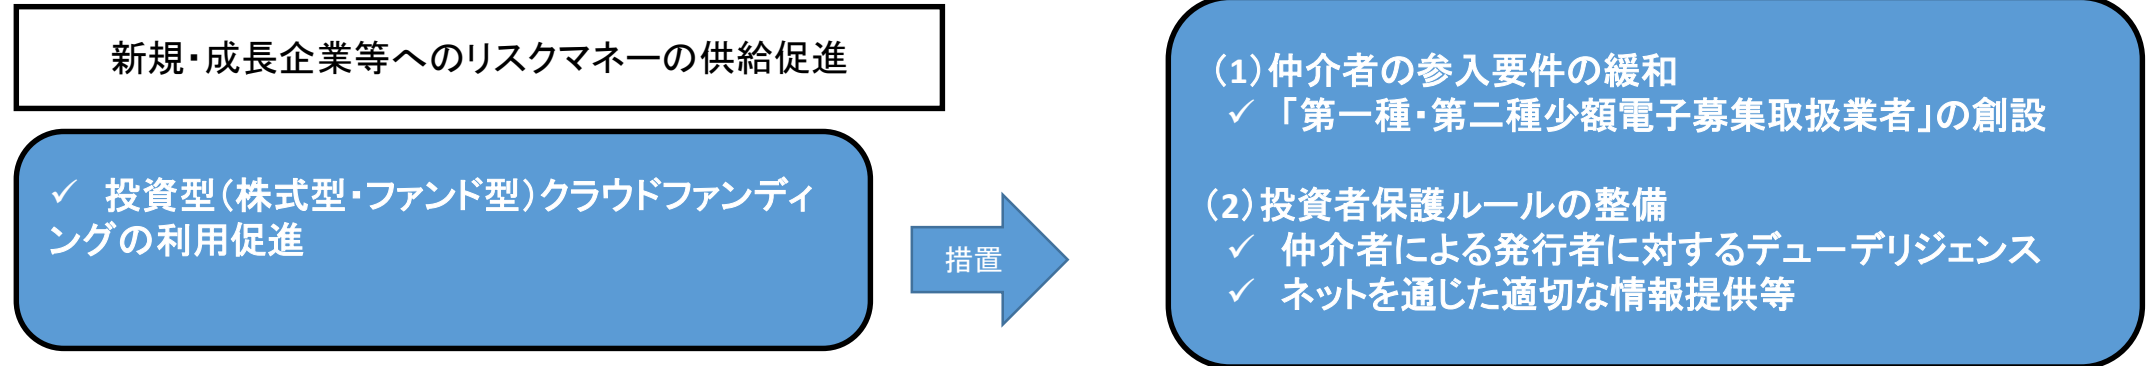 新規・成長企業等へのリスクマネーの供給促進
✓ 投資型（株式型・ファンド型）クラウドファンディ
ングの利用促進
措置
（1）仲介者の参入要件の緩和
✓ 「第一種・第二種少額電子募集取扱業者」の創設
（2）投資者保護ルールの整備
✓ 仲介者による発行者に対するデューデリジェンス
✓ ネットを通じた適切な情報提供等